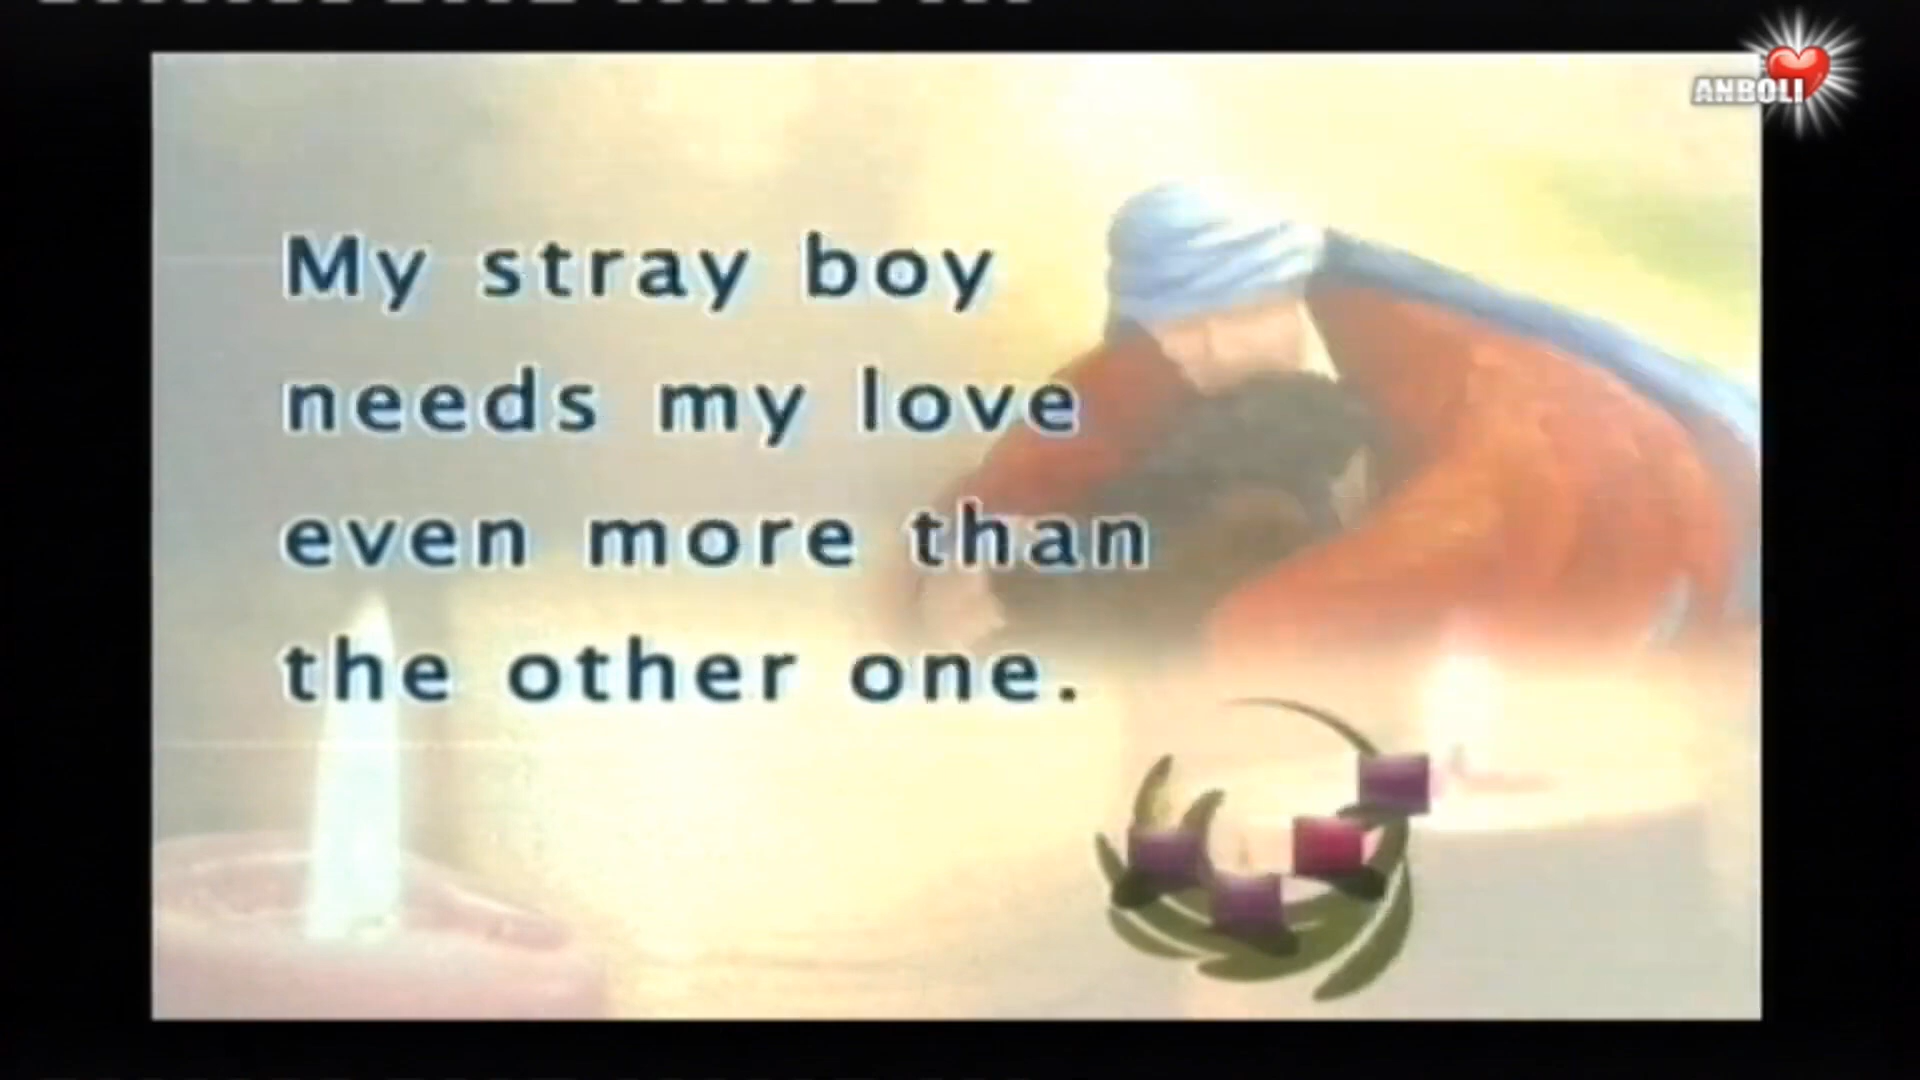 ANBOLI
My stray boy
needs my love
even more than
the other one.